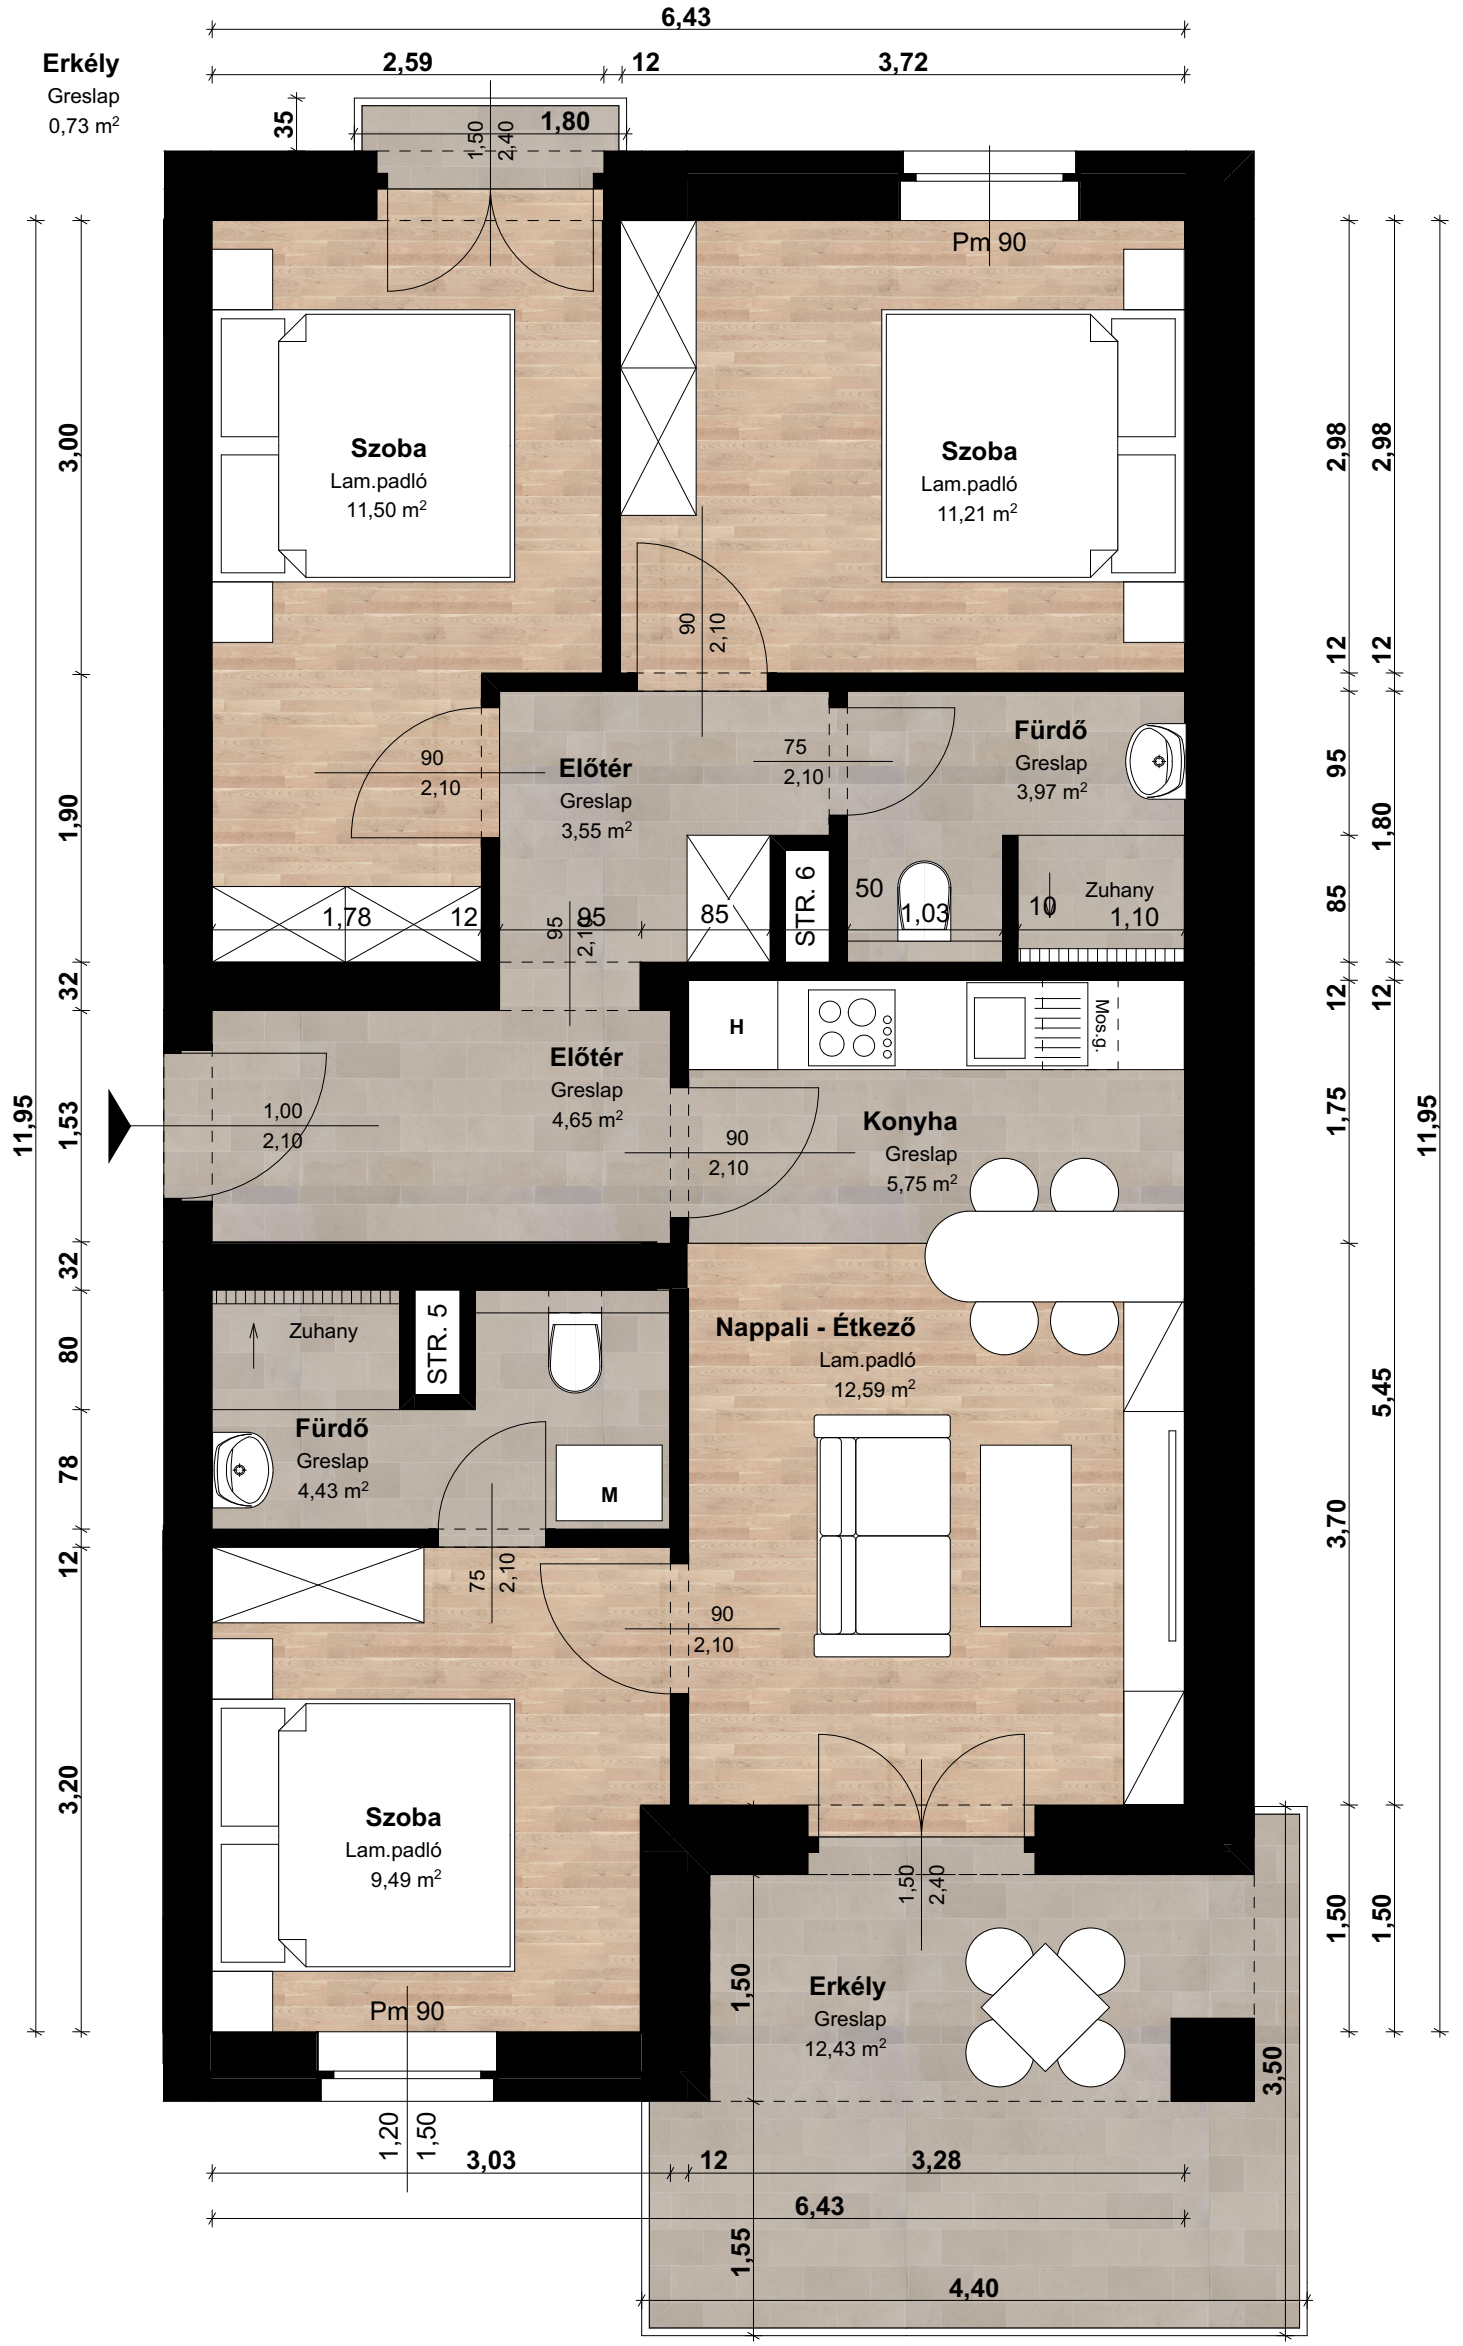 6,43
2,59
12
3,72
Erkély
Greslap
0,73 m²
35
1,80
1,50
2,40
Pm 90
Szoba
Lam.padló
11,50 m²
Szoba
Lam.padló
11,21 m²
3,00
2,98
2,98
90
2,10
12
12
90
2,10
Előtér
Greslap
3,55 m²
75
2,10
Fürdő
Greslap
3,97 m²
95
1,90
1,80
85
1,78
12
95
95
2,10
85
STR. 6
50
1,03
10
Zuhany
1,10
32
12
12
H
Mos.g.
Előtér
Greslap
4,65 m²
1,00
2,10
11,95
1,53
90
2,10
Konyha
Greslap
5,75 m²
1,75
11,95
32
80
Zuhany
STR. 5
Nappali - Étkező
Lam.padló
12,59 m²
5,45
Fürdő
Greslap
4,43 m²
78
M
3,70
12
75
2,10
90
2,10
3,20
Szoba
Lam.padló
9,49 m²
1,50
2,40
1,50
1,50
Erkély
Greslap
12,43 m²
1,50
Pm 90
3,50
1,20
1,50
3,03
12
3,28
6,43
1,55
4,40